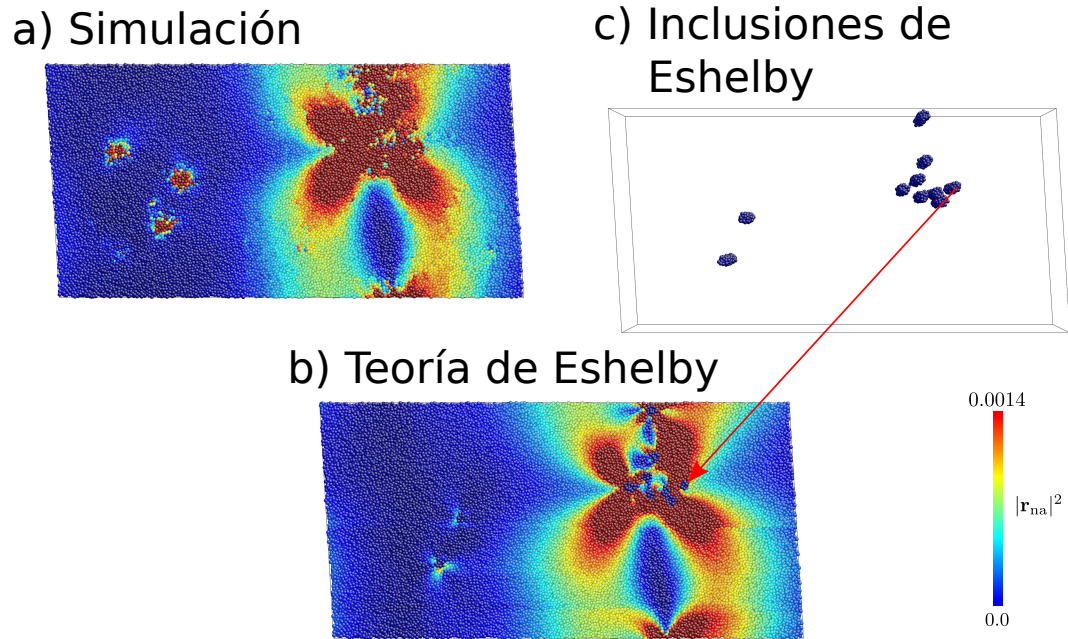 a) Simulación
c) Inclusiones de
Eshelby
b) Teoría de Eshelby
0.0014
|r_na|²
0.0